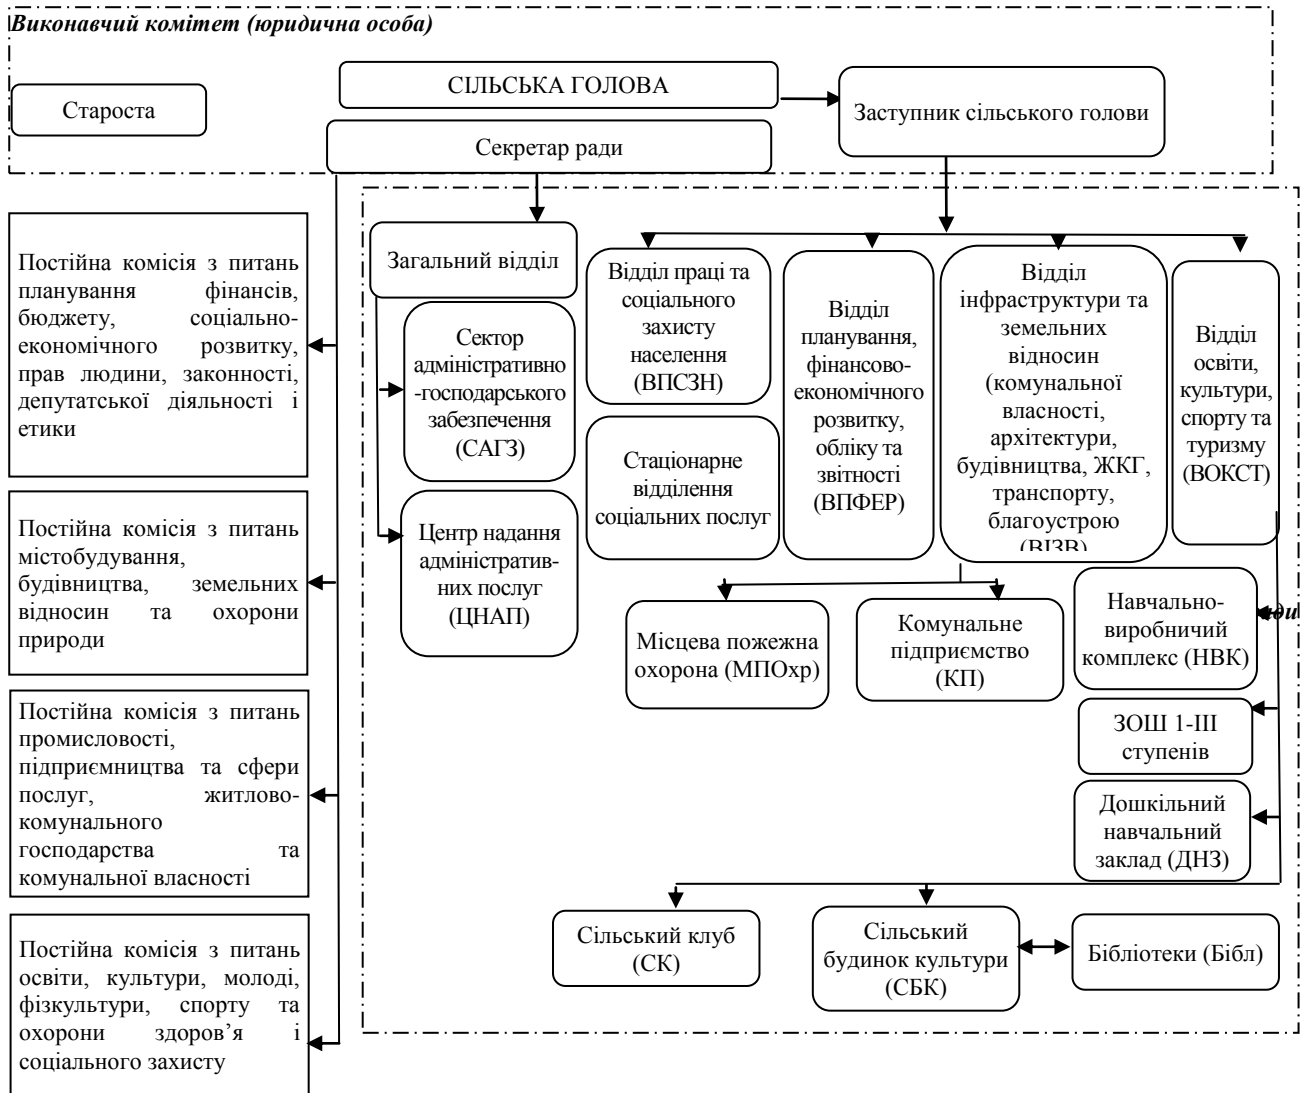 Виконавчий комітет (юридична особа)
СІЛЬСЬКА ГОЛОВА
Староста
Заступник сільського голови
Секретар ради
Постійна комісія з питань
планування фінансів,
бюджету, соціально-
економічного розвитку,
прав людини, законності,
депутатської діяльності і
етики
Постійна комісія з питань
містобудування,
будівництва, земельних
відносин та охорони
природи
Постійна комісія з питань
промисловості,
підприємництва та сфери
послуг, житлово-
комунального
господарства та
комунальної власності
Постійна комісія з питань
освіти, культури, молоді,
фізкультури, спорту та
охорони здоров’я і
соціального захисту
Загальний відділ
Сектор
адміністративно
-господарського
забезпечення
(САГЗ)
Центр надання
адміністратив-
них послуг
(ЦНАП)
Відділ праці та
соціального
захисту
населення
(ВПСЗН)
Стаціонарне
відділення
соціальних послуг
Відділ
планування,
фінансово-
економічного
розвитку,
обліку та
звітності
(ВПФЕР)
Відділ
інфраструктури та
земельних
відносин
(комунальної
власності,
архітектури,
будівництва, ЖКГ,
транспорту,
благоустрою
(ВІЗВ)
Відділ
освіти,
культури,
спорту та
туризму
(ВОКСТ)
Місцева пожежна
охорона (МПОхр)
Комунальне
підприємство
(КП)
Навчально-
виробничий
комплекс (НВК)
ЗОШ 1-ІІІ
ступенів
Дошкільний
навчальний
заклад (ДНЗ)
Сільський клуб
(СК)
Сільський
будинок культури
(СБК)
Бібліотеки (Бібл)